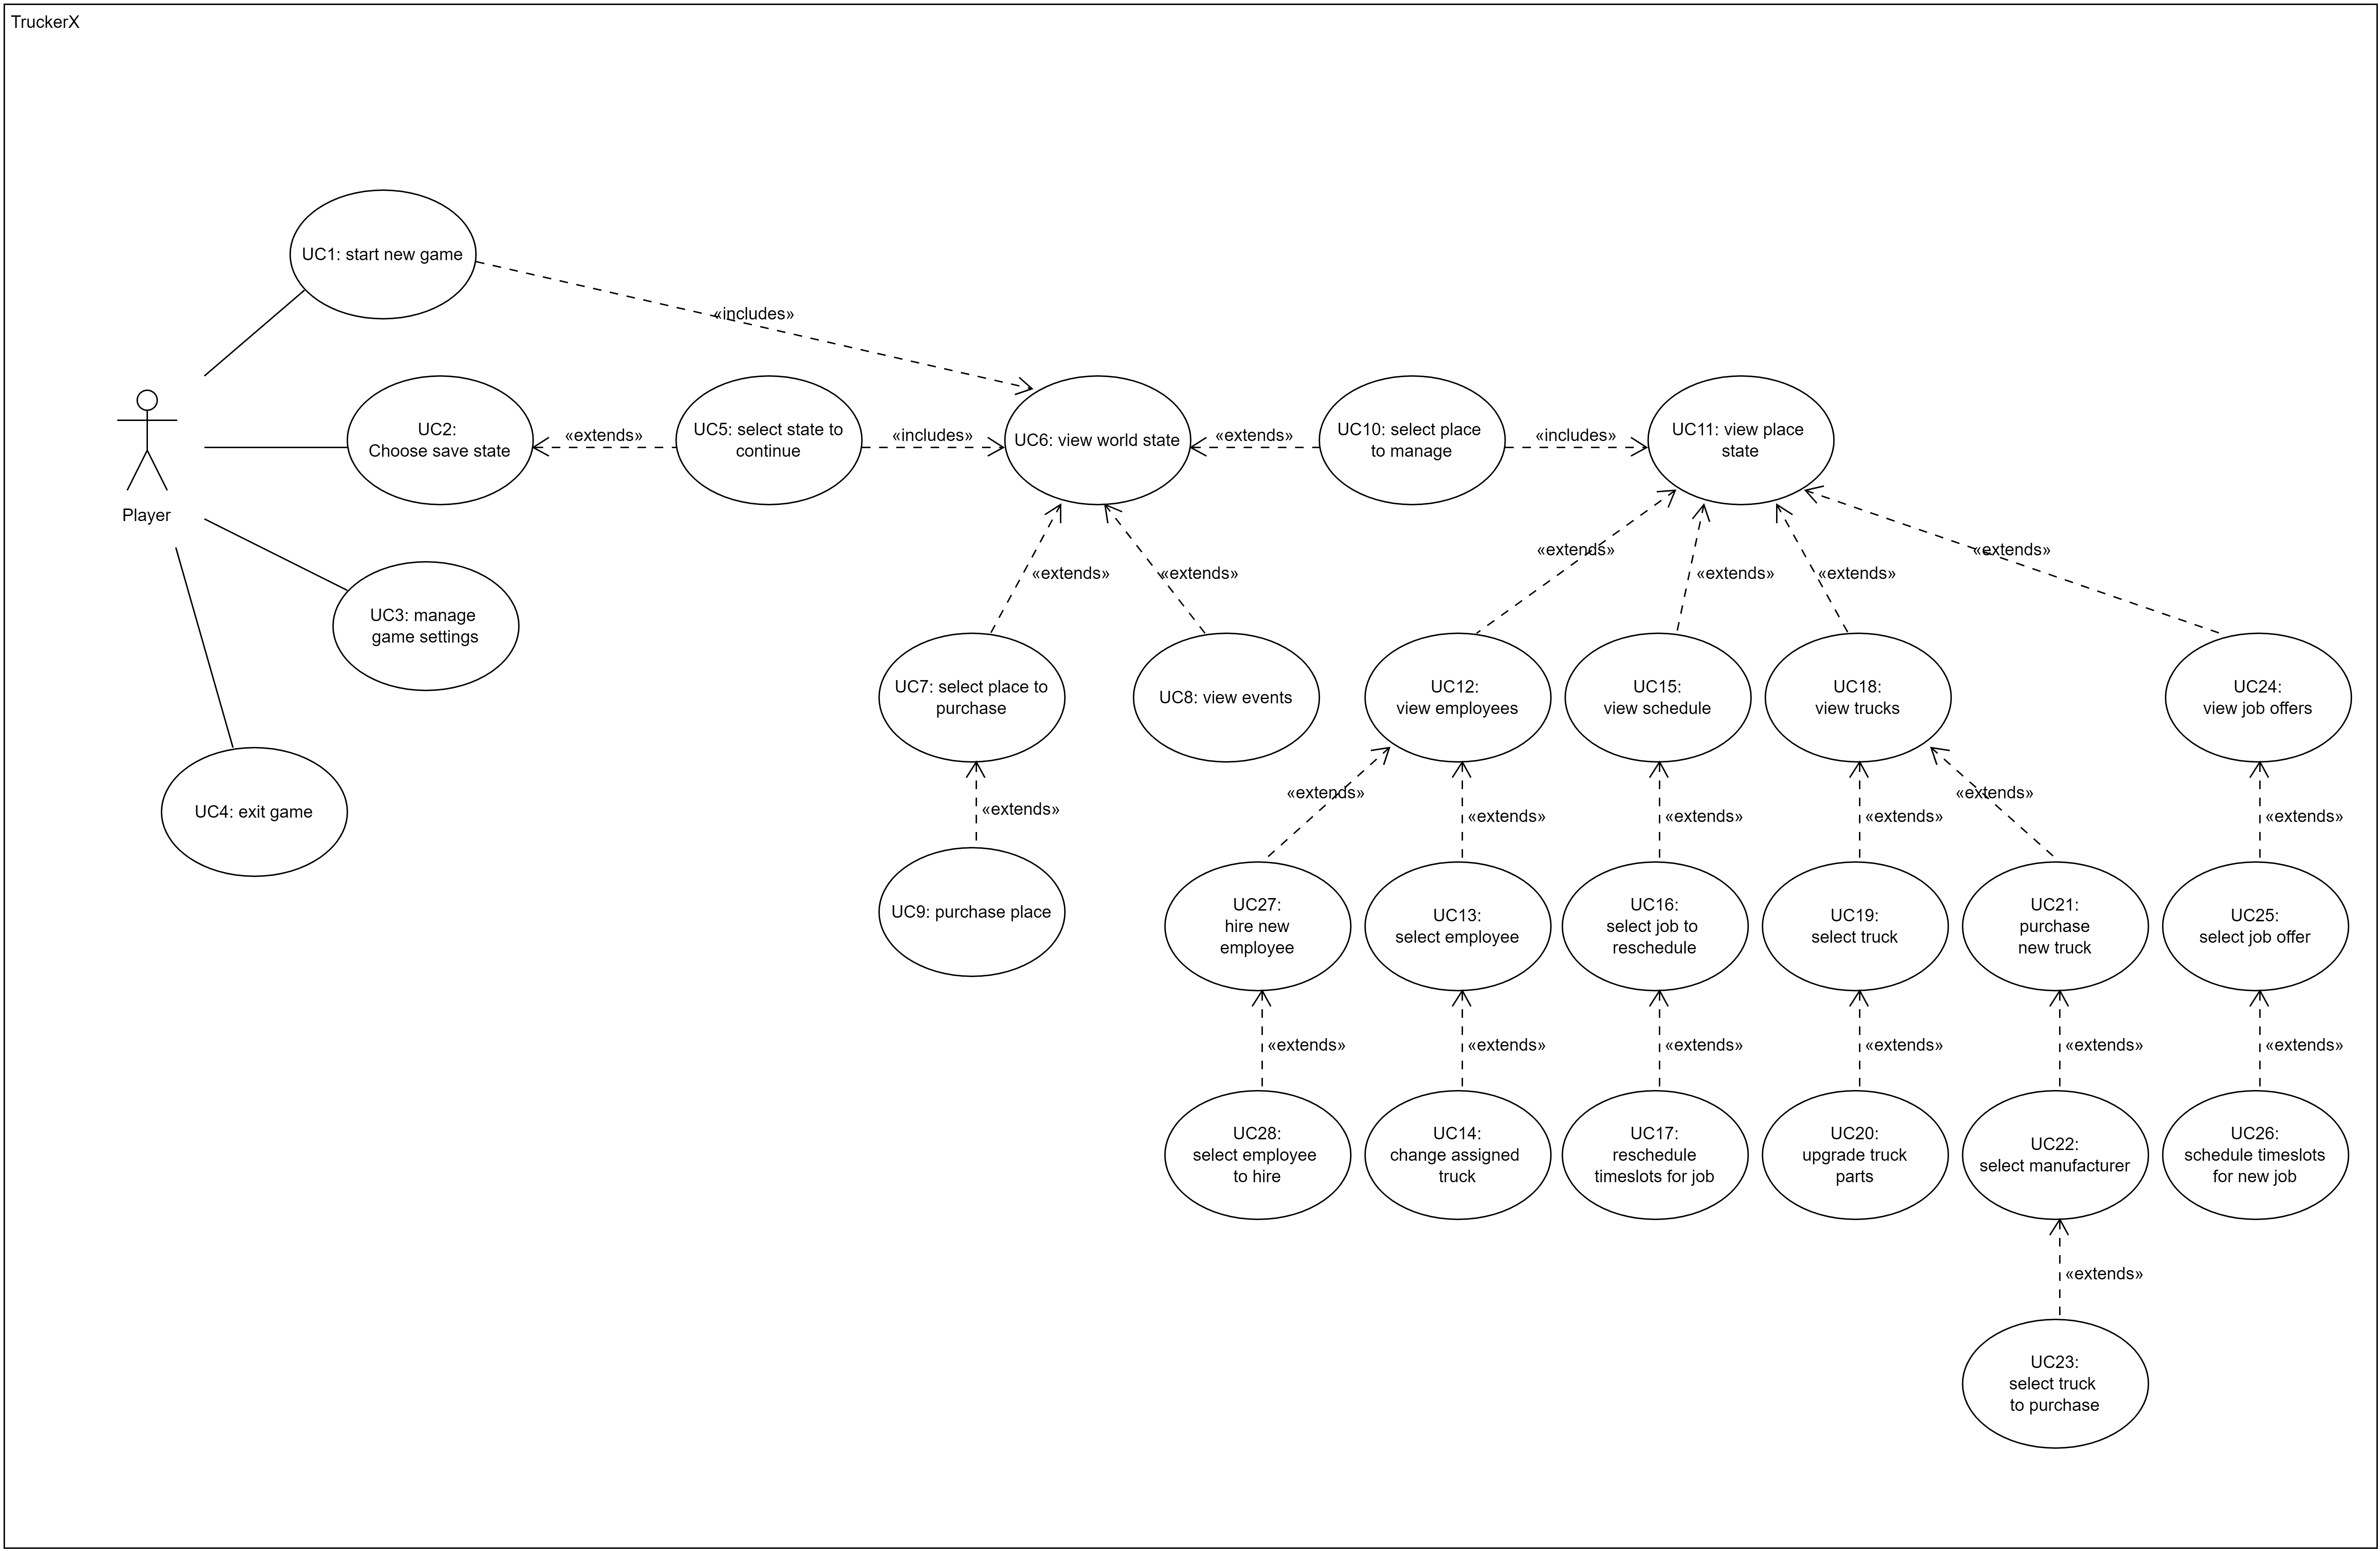 TruckerX
UC1: start new game
«includes»
Player
UC2:
Choose save state
«extends»
UC5: select state to
continue
«includes»
UC6: view world state
«extends»
UC10: select place
to manage
«includes»
UC11: view place
state
UC3: manage
game settings
UC4: exit game
«extends»
«extends»
«extends»
«extends»
«extends»
«extends»
UC7: select place to
purchase
UC8: view events
UC12:
view employees
UC15:
view schedule
UC18:
view trucks
UC24:
view job offers
«extends»
«extends»
«extends»
«extends»
«extends»
«extends»
«extends»
UC9: purchase place
UC27:
hire new
employee
UC13:
select employee
UC16:
select job to
reschedule
UC19:
select truck
UC21:
purchase
new truck
UC25:
select job offer
«extends»
«extends»
«extends»
«extends»
«extends»
«extends»
UC28:
select employee
to hire
UC14:
change assigned
truck
UC17:
reschedule
timeslots for job
UC20:
upgrade truck
parts
UC22:
select manufacturer
UC26:
schedule timeslots
for new job
«extends»
UC23:
select truck
to purchase